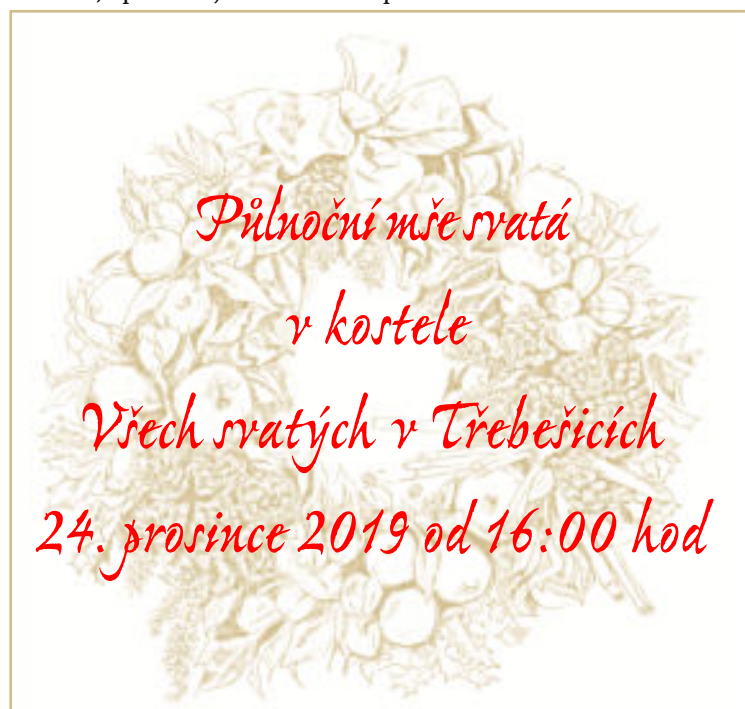 Půlnoční mše svatá
v kostele
Všech svatých v Třebešicích
24. prosince 2019 od 16:00 hod